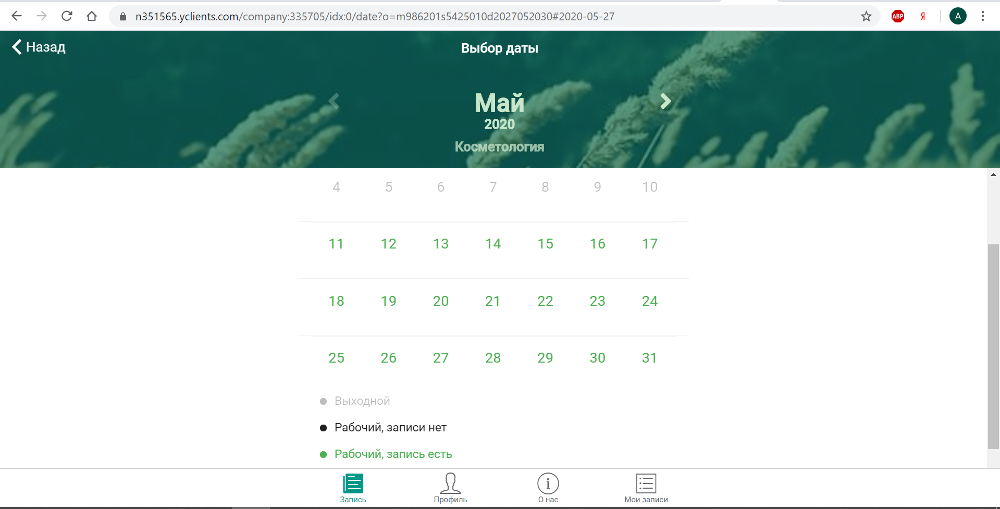 n351565.yclients.com/company:335705/idx:0/date?o=m986201s5425010d2027052030#2020-05-27
ABP
Я
A
Назад
Выбор даты
Май
2020
Косметология
4 5 6 7 8 9 10
11 12 13 14 15 16 17
18 19 20 21 22 23 24
25 26 27 28 29 30 31
Выходной
Рабочий, записи нет
Рабочий, запись есть
Запись Профиль О нас Мои записи